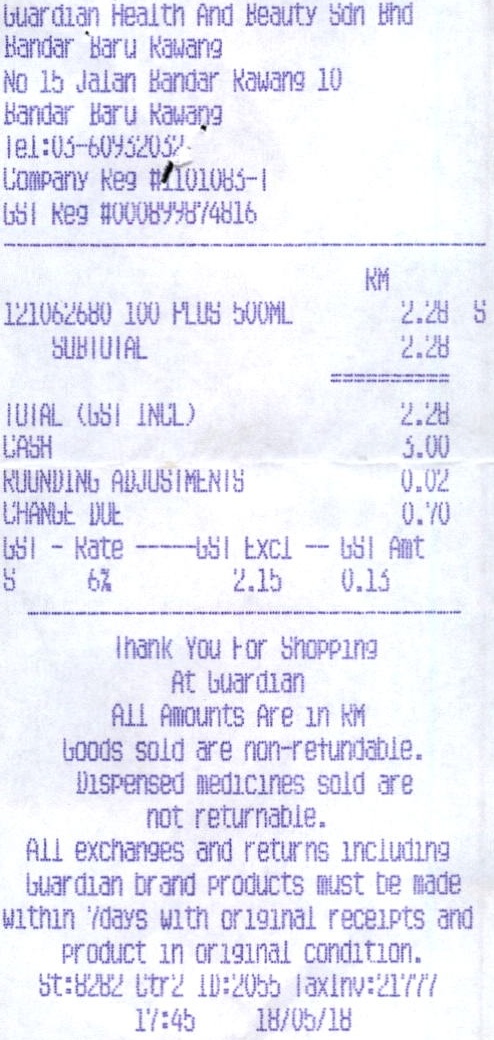 Guardian Health And Beauty Sdn Bhd
Bandar Baru Rawang
No 15 Jalan Bandar Rawang 10
Bandar Baru Rawang
Tel:03-60932032
Company Reg #1101083-T
GST Reg #000899874816
RM
121062680 100 PLUS 500ML 2.28 S
SUBTOTAL 2.28
TOTAL (GST INCL) 2.28
CASH 3.00
ROUNDING ADJUSTMENTS 0.02
CHANGE DUE 0.70
GST - Rate -----GST Excl -- GST Amt
S 6% 2.15 0.13
Thank You For Shopping
At Guardian
All Amounts Are in RM
Goods sold are non-refundable.
Dispensed medicines sold are
not returnable.
All exchanges and returns including
Guardian brand products must be made
within 7days with original receipts and
product in original condition.
St:8282 Ctr2 ID:2055 TaxInv:21777
17:45 18/05/18